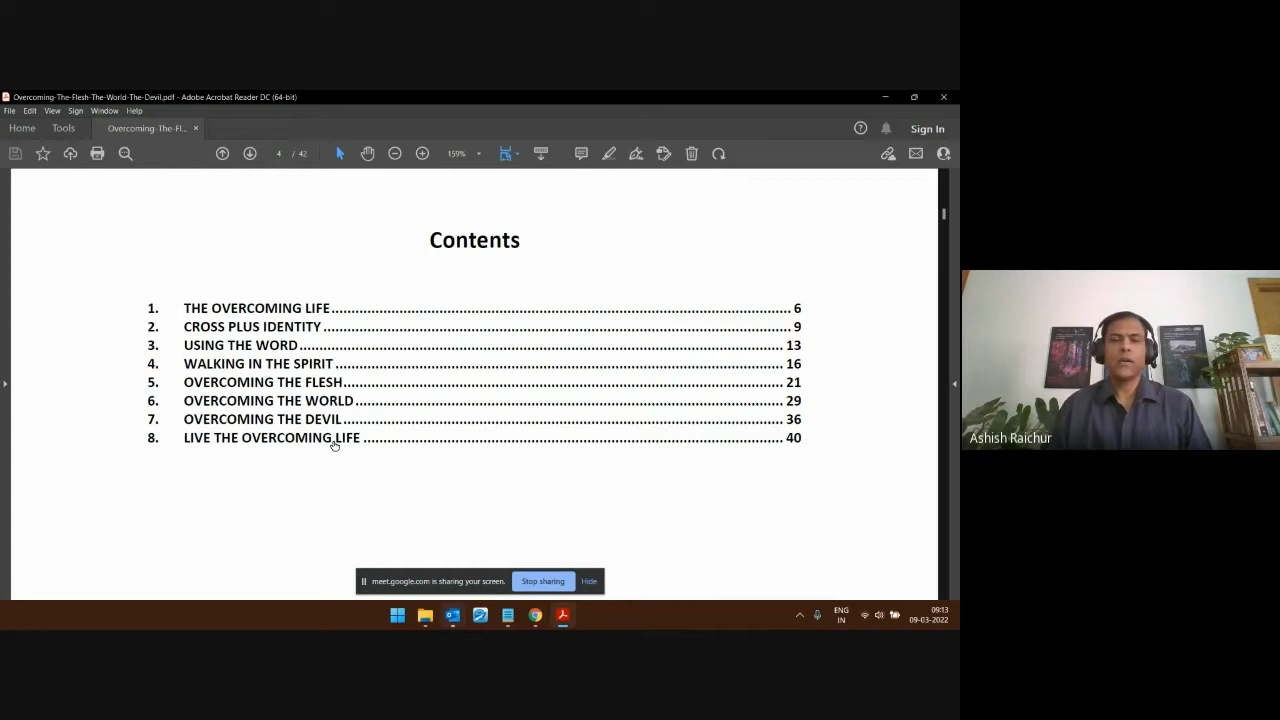 Overcoming-The-Flesh-The-World-The-Devil.pdf - Adobe Acrobat Reader DC (64-bit)
File Edit View Sign Window Help
Home Tools Overcoming-The-Fl... × Sign In
4 / 42 159%
Contents
1. THE OVERCOMING LIFE 6
2. CROSS PLUS IDENTITY 9
3. USING THE WORD 13
4. WALKING IN THE SPIRIT 16
5. OVERCOMING THE FLESH 21
6. OVERCOMING THE WORLD 29
7. OVERCOMING THE DEVIL 36
8. LIVE THE OVERCOMING LIFE 40
Ashish Raichur
meet.google.com is sharing your screen. Stop sharing Hide
ENG
IN
09:13
09-03-2022